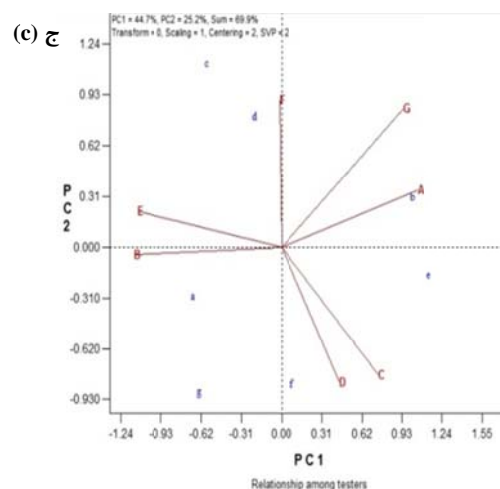 (c) ج
PC1 = 44.7%, PC2 = 25.2%, Sum = 69.9%
Transform = 0, Scaling = 1, Centering = 2, SVP = 2
1.24
c
0.93
F
G
d
0.62
PC2
0.31
A
b
E
0.000
B
e
-0.310
a
-0.620
C
D
f
-0.930
g
-1.24 -0.93 -0.62 -0.31 0.00 0.31 0.62 0.93 1.24 1.55
PC1
Relationship among testers